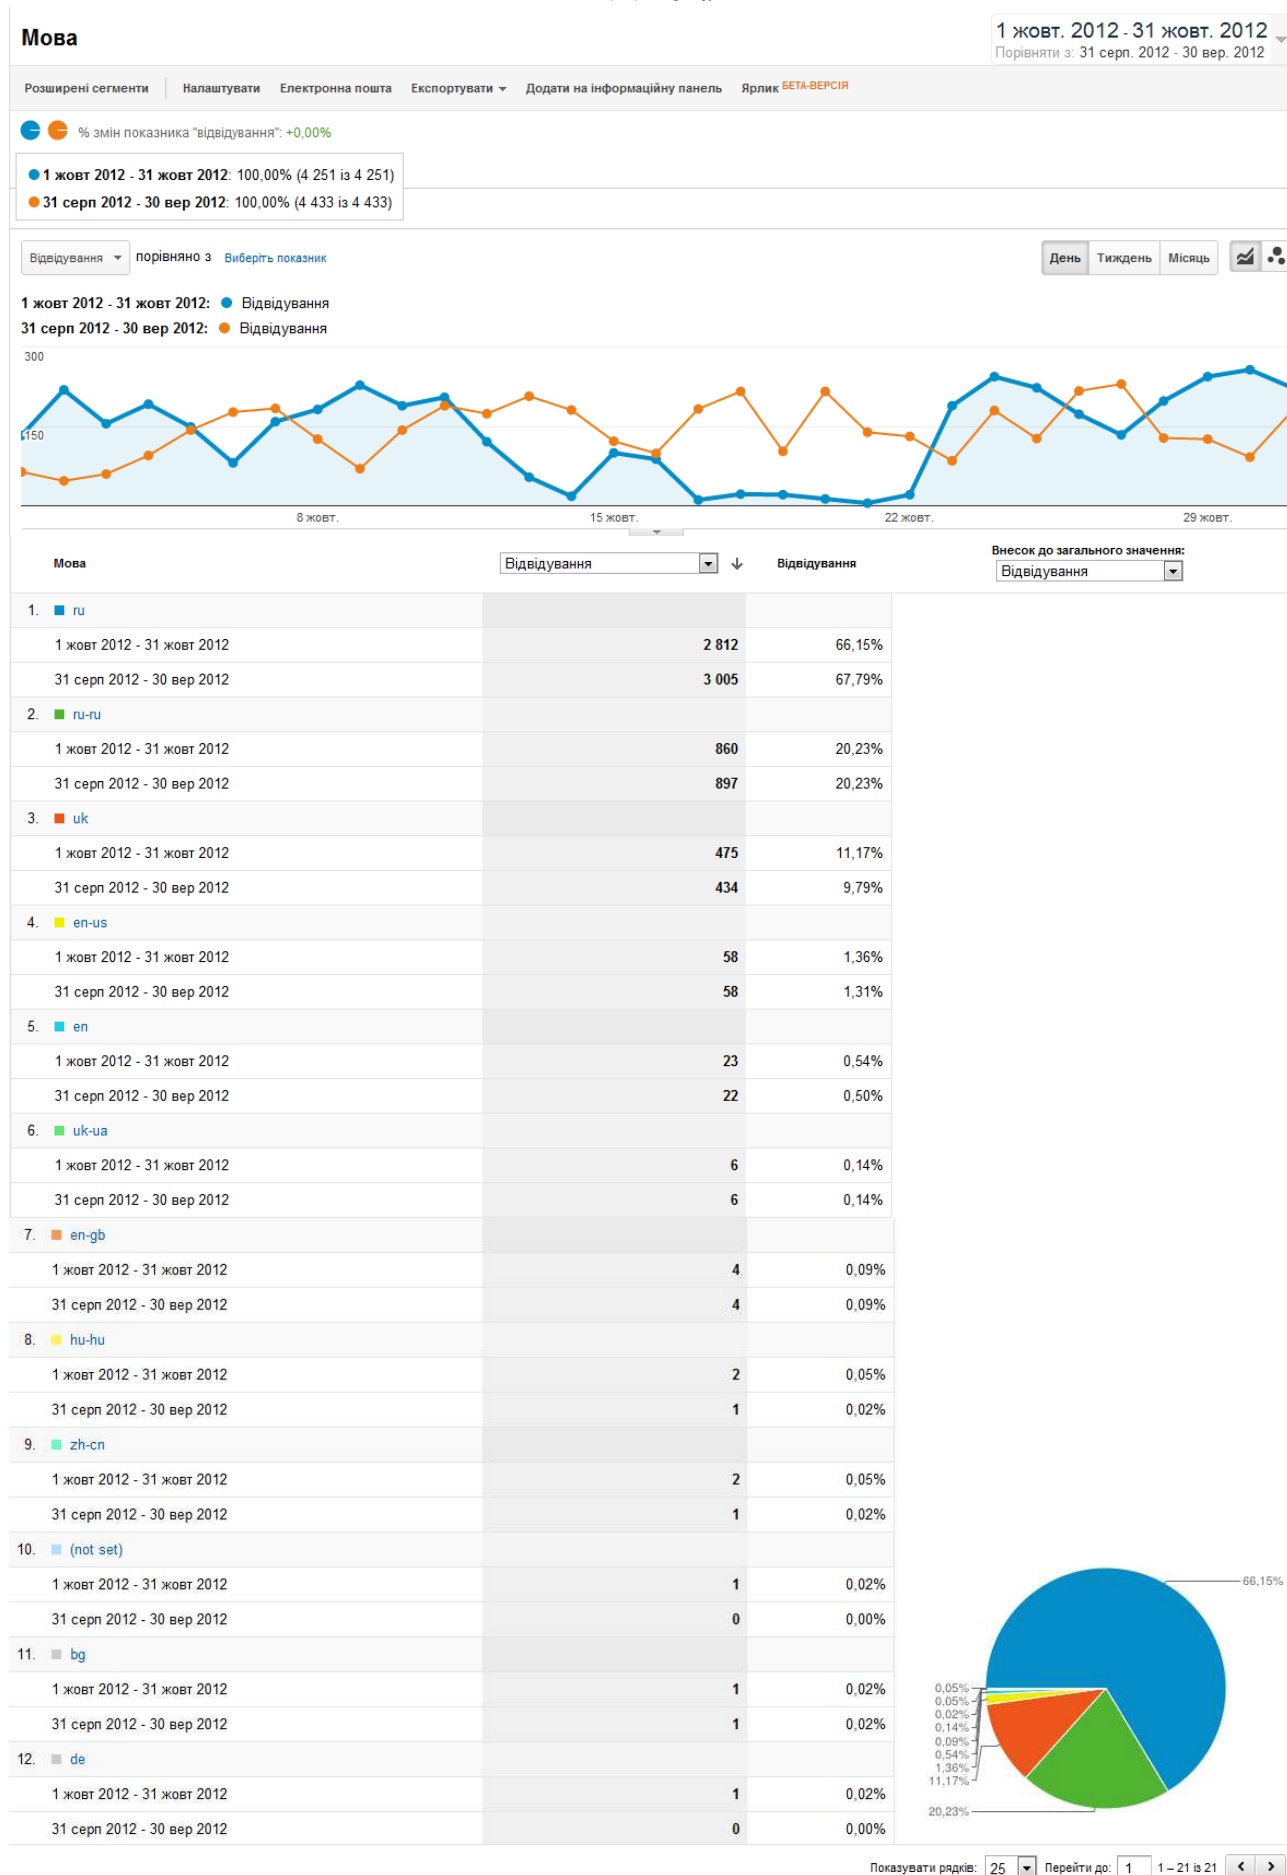 Мова
1 жовт. 2012 - 31 жовт. 2012
Порівняти з: 31 серп. 2012 - 30 вер. 2012
Розширені сегменти Налаштувати Електронна пошта Експортувати Додати на інформаційну панель Ярлик БЕТА-ВЕРСІЯ
% змін показника "відвідування": +0,00%
1 жовт 2012 - 31 жовт 2012: 100,00% (4 251 із 4 251)
31 серп 2012 - 30 вер 2012: 100,00% (4 433 із 4 433)
Відвідування порівняно з Виберіть показник День Тиждень Місяць
1 жовт 2012 - 31 жовт 2012: Відвідування
31 серп 2012 - 30 вер 2012: Відвідування
300
150
8 жовт. 15 жовт. 22 жовт. 29 жовт.
Мова Відвідування Відвідування Внесок до загального значення:
Відвідування
1. ru
1 жовт 2012 - 31 жовт 2012 2 812 66,15%
31 серп 2012 - 30 вер 2012 3 005 67,79%
2. ru-ru
1 жовт 2012 - 31 жовт 2012 860 20,23%
31 серп 2012 - 30 вер 2012 897 20,23%
3. uk
1 жовт 2012 - 31 жовт 2012 475 11,17%
31 серп 2012 - 30 вер 2012 434 9,79%
4. en-us
1 жовт 2012 - 31 жовт 2012 58 1,36%
31 серп 2012 - 30 вер 2012 58 1,31%
5. en
1 жовт 2012 - 31 жовт 2012 23 0,54%
31 серп 2012 - 30 вер 2012 22 0,50%
6. uk-ua
1 жовт 2012 - 31 жовт 2012 6 0,14%
31 серп 2012 - 30 вер 2012 6 0,14%
7. en-gb
1 жовт 2012 - 31 жовт 2012 4 0,09%
31 серп 2012 - 30 вер 2012 4 0,09%
8. hu-hu
1 жовт 2012 - 31 жовт 2012 2 0,05%
31 серп 2012 - 30 вер 2012 1 0,02%
9. zh-cn
1 жовт 2012 - 31 жовт 2012 2 0,05%
31 серп 2012 - 30 вер 2012 1 0,02%
10. (not set)
1 жовт 2012 - 31 жовт 2012 1 0,02%
31 серп 2012 - 30 вер 2012 0 0,00%
11. bg
1 жовт 2012 - 31 жовт 2012 1 0,02%
31 серп 2012 - 30 вер 2012 1 0,02%
12. de
1 жовт 2012 - 31 жовт 2012 1 0,02%
31 серп 2012 - 30 вер 2012 0 0,00%
66,15%
0,05%
0,05%
0,02%
0,14%
0,09%
0,54%
1,36%
11,17%
20,23%
Показувати рядків: 25 Перейти до: 1 1 – 21 із 21